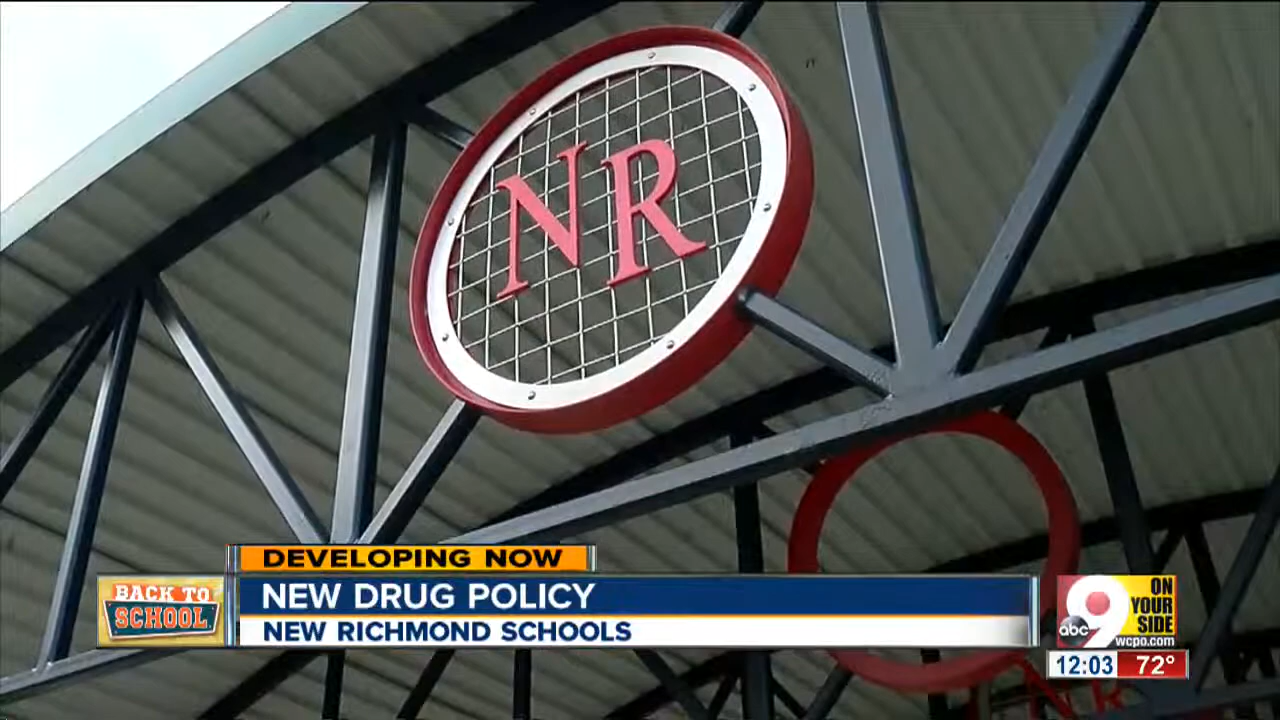 NR
DEVELOPING NOW
BACK TO
SCHOOL
NEW DRUG POLICY
NEW RICHMOND SCHOOLS
abc 9
ON
YOUR
SIDE
wcpo.com
12:03 72°
NR